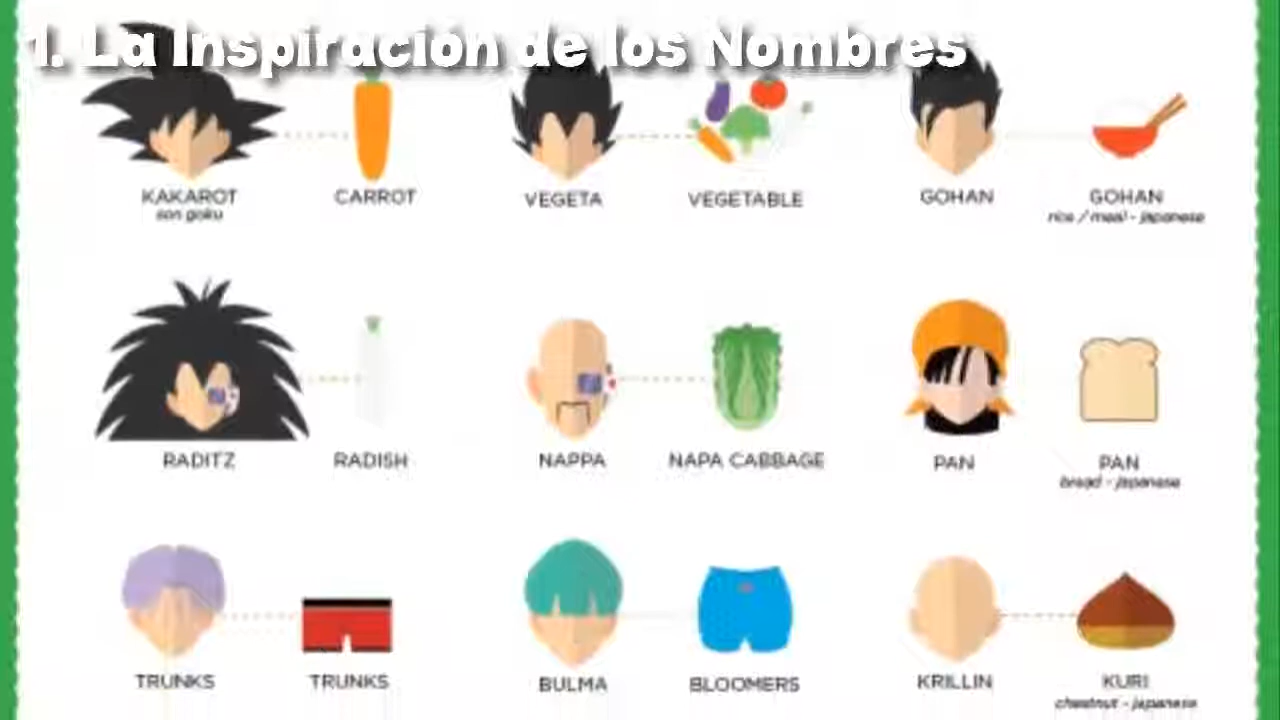 1. La Inspiración de los Nombres
KAKAROT CARROT VEGETA VEGETABLE GOHAN GOHAN
son goku rice / meal - japanese
RADITZ RADISH NAPPA NAPA CABBAGE PAN PAN
bread - japanese
TRUNKS TRUNKS BULMA BLOOMERS KRILLIN KURI
chestnut - japanese